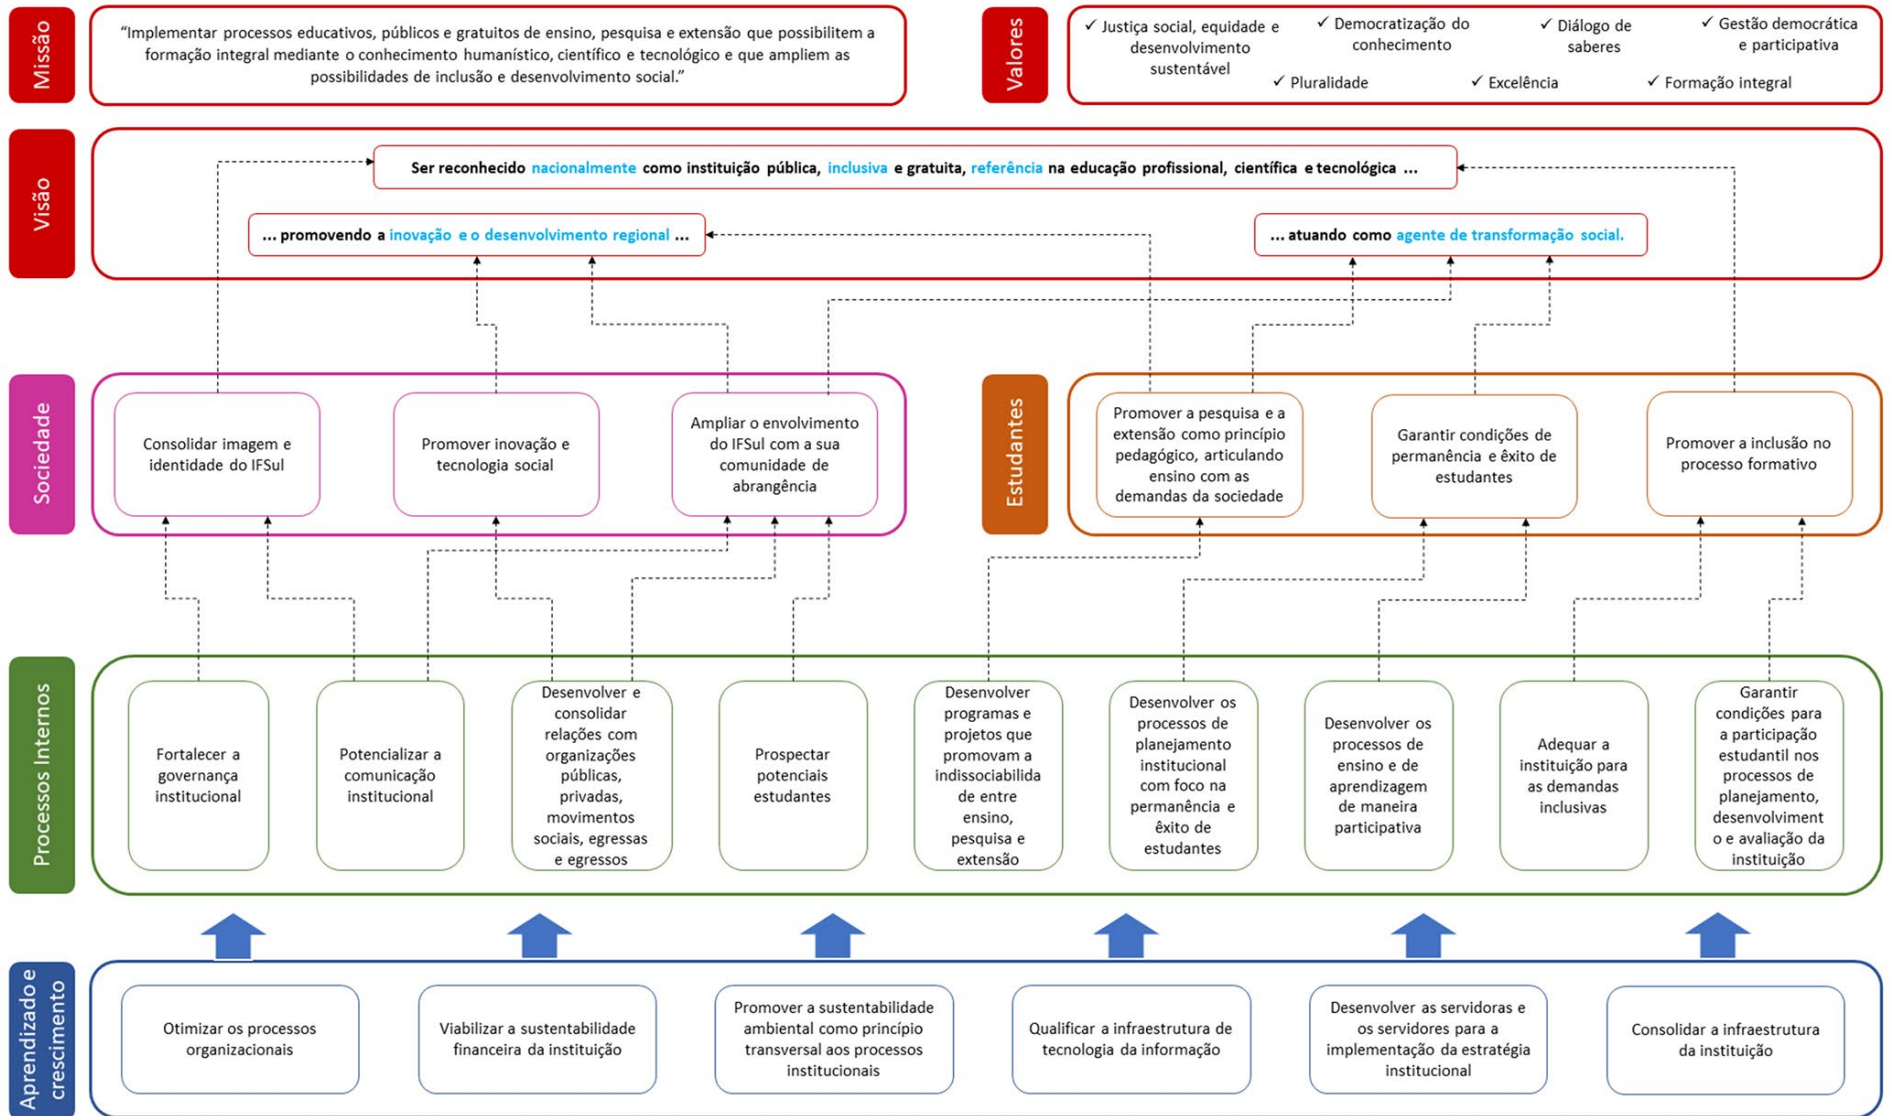 Missão
“Implementar processos educativos, públicos e gratuitos de ensino, pesquisa e extensão que possibilitem a
formação integral mediante o conhecimento humanístico, científico e tecnológico e que ampliem as
possibilidades de inclusão e desenvolvimento social.”
Valores
✓ Justiça social, equidade e
desenvolvimento
sustentável
✓ Democratização do
conhecimento
✓ Diálogo de
saberes
✓ Gestão democrática
e participativa
✓ Pluralidade
✓ Excelência
✓ Formação integral
Visão
Ser reconhecido nacionalmente como instituição pública, inclusiva e gratuita, referência na educação profissional, científica e tecnológica ...
... promovendo a inovação e o desenvolvimento regional ...
... atuando como agente de transformação social.
Sociedade
Consolidar imagem e
identidade do IFSul
Promover inovação e
tecnologia social
Ampliar o envolvimento
do IFSul com a sua
comunidade de
abrangência
Estudantes
Promover a pesquisa e a
extensão como princípio
pedagógico, articulando
ensino com as
demandas da sociedade
Garantir condições de
permanência e êxito de
estudantes
Promover a inclusão no
processo formativo
Processos Internos
Fortalecer a
governança
institucional
Potencializar a
comunicação
institucional
Desenvolver e
consolidar
relações com
organizações
públicas,
privadas,
movimentos
sociais, egressas
e egressos
Prospectar
potenciais
estudantes
Desenvolver
programas e
projetos que
promovam a
indissociabilida
de entre
ensino,
pesquisa e
extensão
Desenvolver os
processos de
planejamento
institucional
com foco na
permanência e
êxito de
estudantes
Desenvolver os
processos de
ensino e de
aprendizagem
de maneira
participativa
Adequar a
instituição para
as demandas
inclusivas
Garantir
condições para
a participação
estudantil nos
processos de
planejamento,
desenvolviment
o e avaliação da
instituição
Aprendizado e
crescimento
Otimizar os processos
organizacionais
Viabilizar a sustentabilidade
financeira da instituição
Promover a sustentabilidade
ambiental como princípio
transversal aos processos
institucionais
Qualificar a infraestrutura de
tecnologia da informação
Desenvolver as servidoras e
os servidores para a
implementação da estratégia
institucional
Consolidar a infraestrutura
da instituição